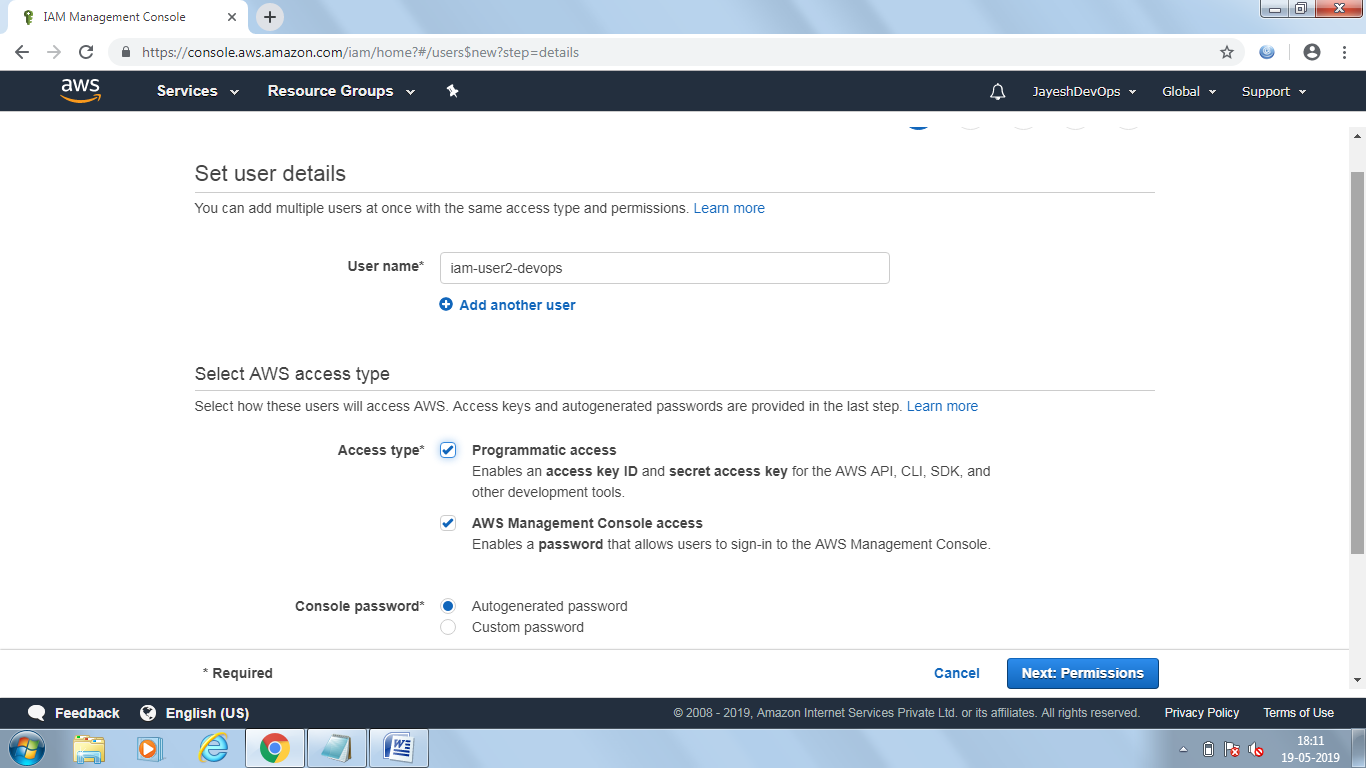 IAM Management Console
https://console.aws.amazon.com/iam/home?#/users$new?step=details
aws
Services
Resource Groups
JayeshDevOps
Global
Support
Set user details
You can add multiple users at once with the same access type and permissions. Learn more
User name*
iam-user2-devops
Add another user
Select AWS access type
Select how these users will access AWS. Access keys and autogenerated passwords are provided in the last step. Learn more
Access type*
Programmatic access
Enables an access key ID and secret access key for the AWS API, CLI, SDK, and
other development tools.
AWS Management Console access
Enables a password that allows users to sign-in to the AWS Management Console.
Console password*
Autogenerated password
Custom password
* Required
Cancel
Next: Permissions
Feedback
English (US)
© 2008 - 2019, Amazon Internet Services Private Ltd. or its affiliates. All rights reserved.
Privacy Policy
Terms of Use
18:11
19-05-2019